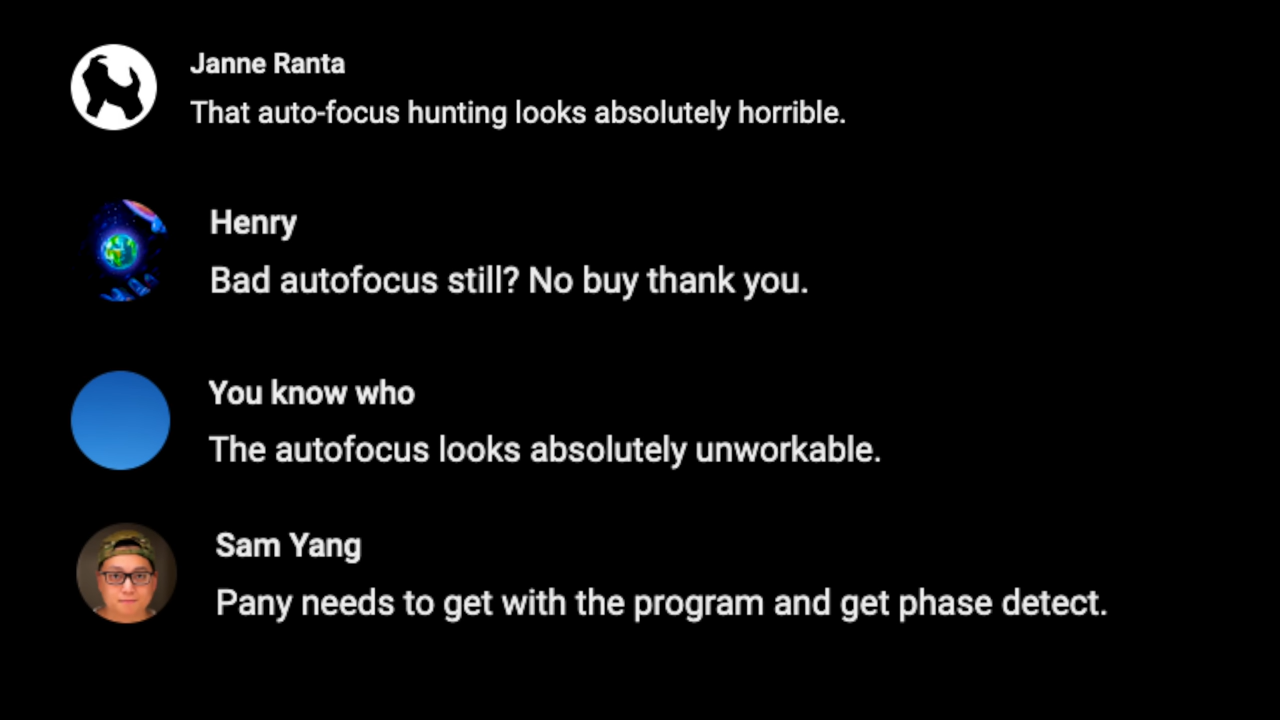 Janne Ranta
That auto-focus hunting looks absolutely horrible.
Henry
Bad autofocus still? No buy thank you.
You know who
The autofocus looks absolutely unworkable.
Sam Yang
Pany needs to get with the program and get phase detect.